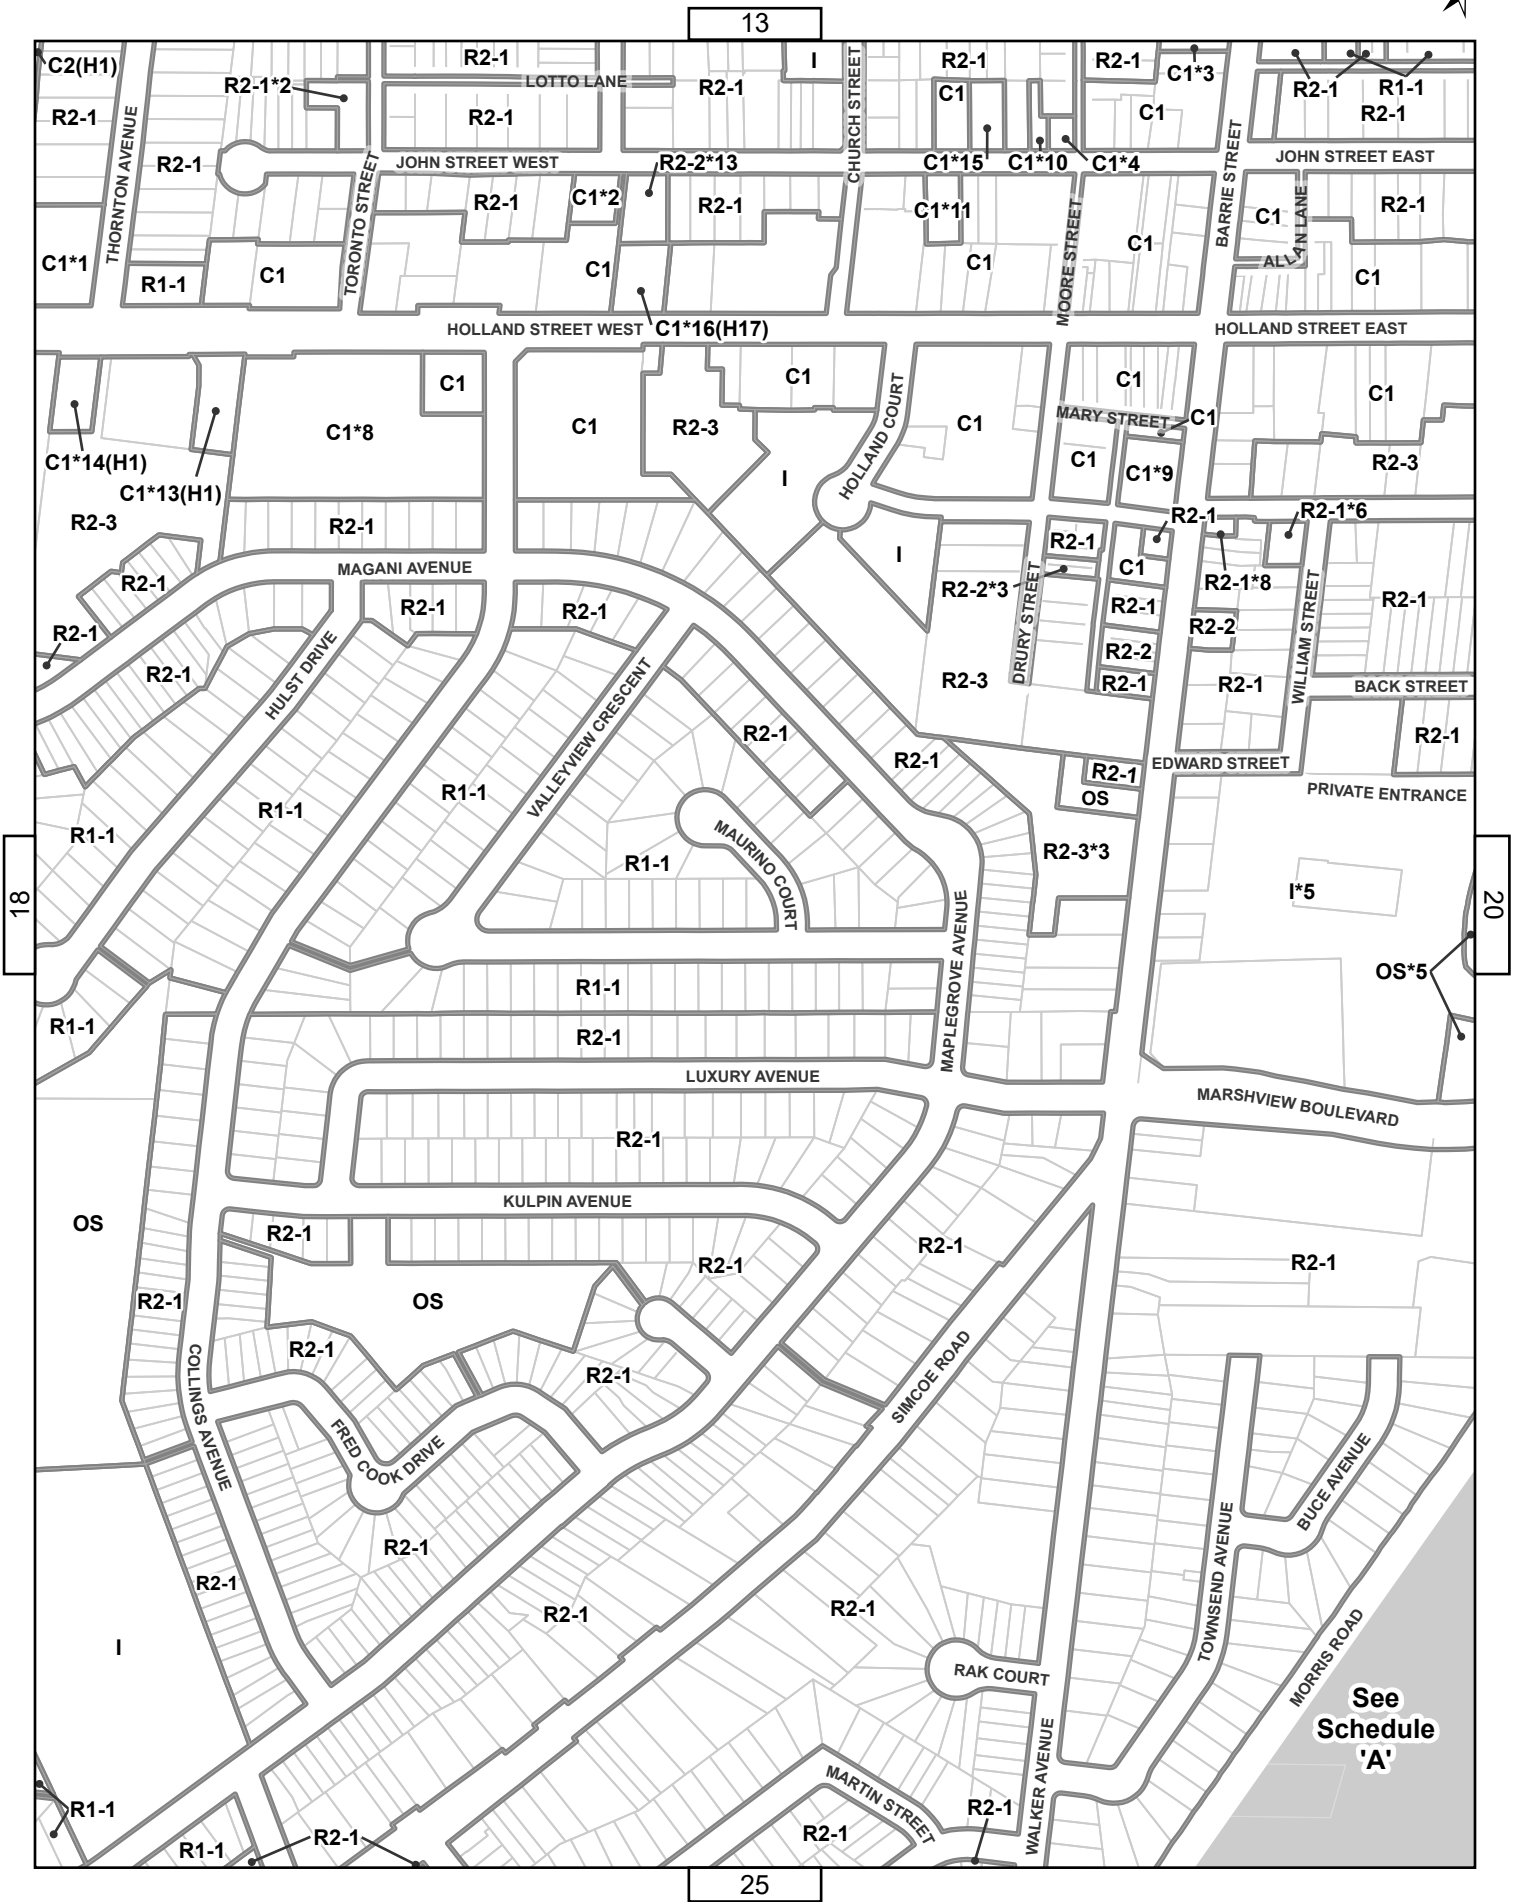 13
C2(H1)
R2-1
R2-1*2
R2-1
LOTTO LANE
R2-1
R2-1
I
CHURCH STREET
R2-1
C1
R2-1
C1*3
C1
R2-1
R1-1
R2-1
THORNTON AVENUE
R2-1
TORONTO STREET
JOHN STREET WEST
R2-2*13
C1*15
C1*10
C1*4
BARRIE STREET
JOHN STREET EAST
R2-1
C1*2
R2-1
C1*11
MOORE STREET
C1
C1
ALLAN LANE
R2-1
C1*1
R1-1
C1
C1
C1
C1
HOLLAND STREET WEST
C1*16(H17)
HOLLAND STREET EAST
C1
C1
C1
C1
C1*8
C1
R2-3
HOLLAND COURT
C1
MARY STREET
C1
C1*14(H1)
C1*13(H1)
I
C1
C1*9
R2-3
R2-3
R2-1
R2-1
R2-1*6
MAGANI AVENUE
R2-1
I
R2-1
C1
R2-1*8
R2-2*3
DRURY STREET
R2-1
R2-1
R2-1
R2-1
R2-2
WILLIAM STREET
R2-1
R2-1
R2-2
HULST DRIVE
R2-3
R2-1
R2-1
BACK STREET
VALLEYVIEW CRESCENT
R2-1
R2-1
R2-1
R2-1
EDWARD STREET
PRIVATE ENTRANCE
R1-1
R1-1
OS
R1-1
MAURINO COURT
R1-1
R2-3*3
I*5
18
20
MAPLEGROVE AVENUE
OS*5
R1-1
R1-1
R2-1
LUXURY AVENUE
MARSHVIEW BOULEVARD
R2-1
KULPIN AVENUE
OS
R2-1
R2-1
R2-1
R2-1
R2-1
OS
COLLINGS AVENUE
R2-1
R2-1
SIMCOE ROAD
FRED COOK DRIVE
BUCE AVENUE
R2-1
R2-1
TOWNSEND AVENUE
R2-1
R2-1
I
RAK COURT
MORRIS ROAD
See
Schedule
'A'
WALKER AVENUE
MARTIN STREET
R1-1
R2-1
R2-1
R2-1
R1-1
25